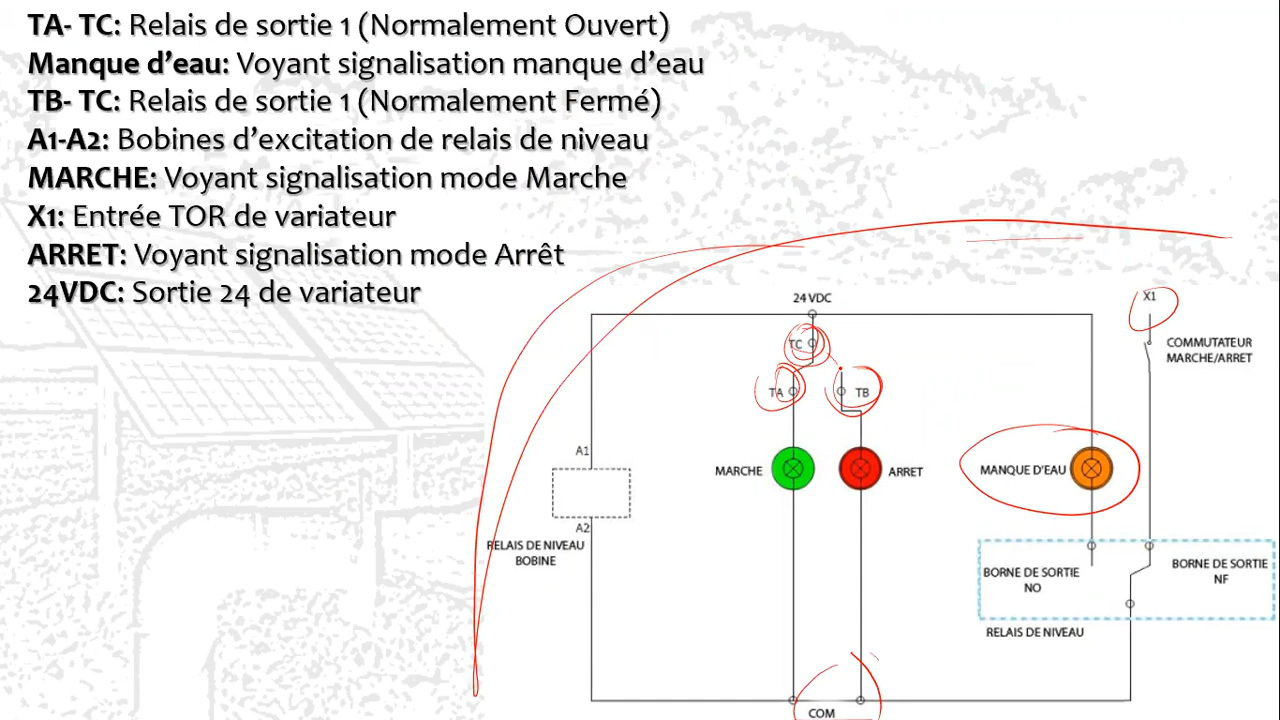 TA- TC: Relais de sortie 1 (Normalement Ouvert)
Manque d’eau: Voyant signalisation manque d’eau
TB- TC: Relais de sortie 1 (Normalement Fermé)
A1-A2: Bobines d’excitation de relais de niveau
MARCHE: Voyant signalisation mode Marche
X1: Entrée TOR de variateur
ARRET: Voyant signalisation mode Arrêt
24VDC: Sortie 24 de variateur
24 VDC
X1
TC
COMMUTATEUR
MARCHE/ARRET
TA
TB
A1
MARCHE
ARRET
MANQUE D'EAU
A2
RELAIS DE NIVEAU
BOBINE
BORNE DE SORTIE
NO
BORNE DE SORTIE
NF
RELAIS DE NIVEAU
COM